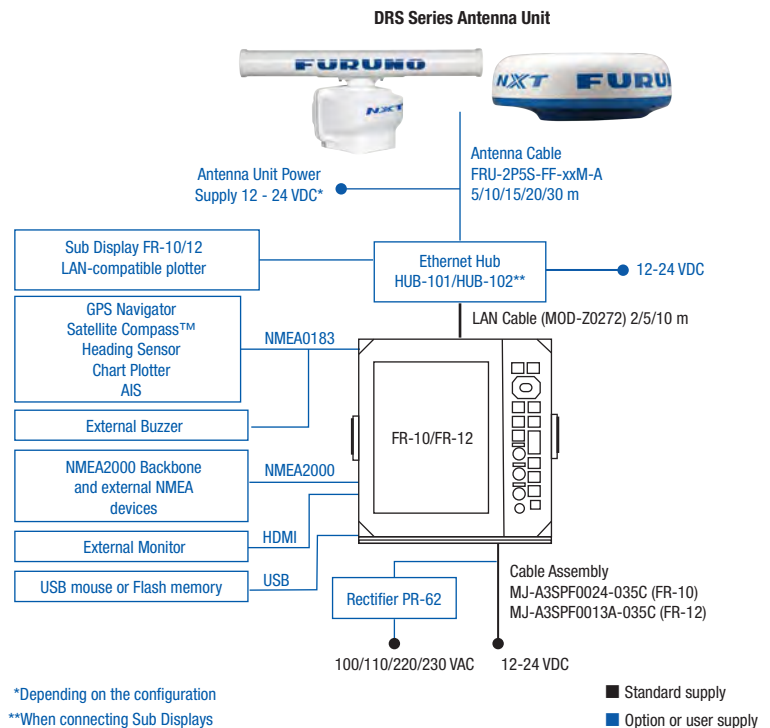 DRS Series Antenna Unit
FURUNO
NXT
NXT FURU
Antenna Cable
FRU-2P5S-FF-xxM-A
5/10/15/20/30 m
Antenna Unit Power
Supply 12 - 24 VDC*
Sub Display FR-10/12
LAN-compatible plotter
Ethernet Hub
HUB-101/HUB-102**
12-24 VDC
LAN Cable (MOD-Z0272) 2/5/10 m
GPS Navigator
Satellite Compass™
Heading Sensor
Chart Plotter
AIS
NMEA0183
External Buzzer
FR-10/FR-12
NMEA2000 Backbone
and external NMEA
devices
NMEA2000
External Monitor
HDMI
USB mouse or Flash memory
USB
Rectifier PR-62
Cable Assembly
MJ-A3SPF0024-035C (FR-10)
MJ-A3SPF0013A-035C (FR-12)
100/110/220/230 VAC
12-24 VDC
*Depending on the configuration
**When connecting Sub Displays
Standard supply
Option or user supply